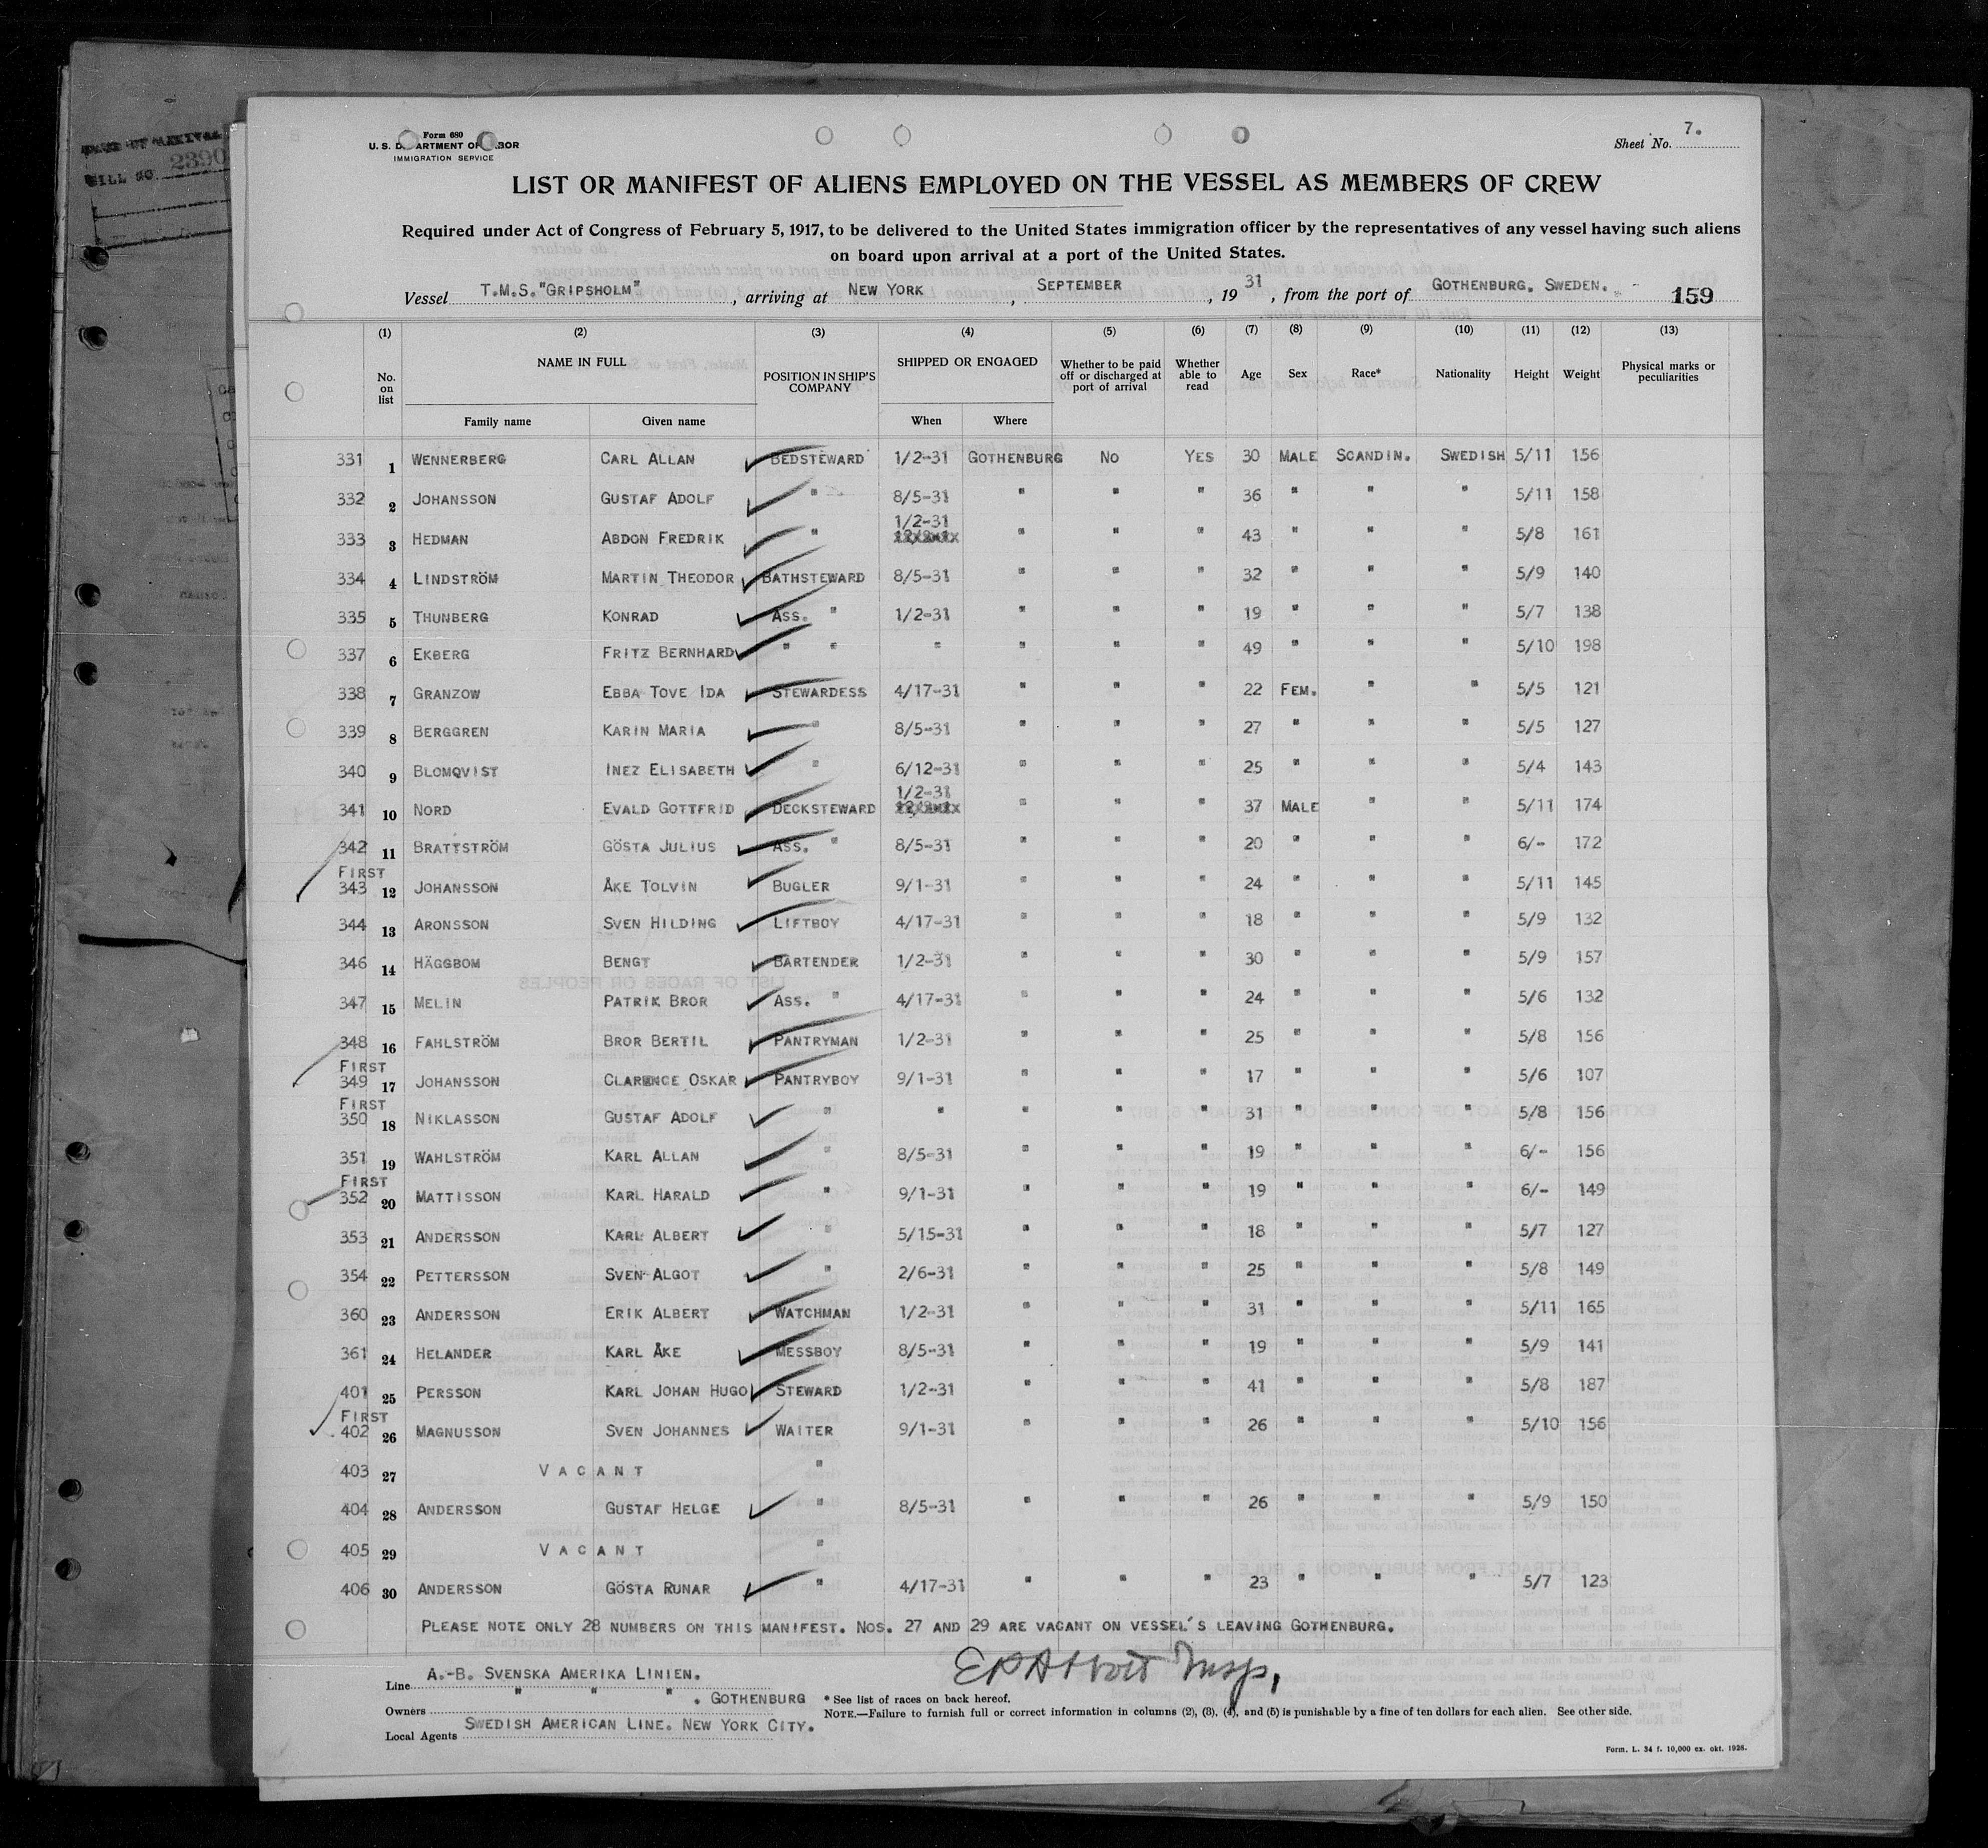 2390
Form 680
U. S. DEPARTMENT OF LABOR
IMMIGRATION SERVICE
Sheet No. 7.
LIST OR MANIFEST OF ALIENS EMPLOYED ON THE VESSEL AS MEMBERS OF CREW
Required under Act of Congress of February 5, 1917, to be delivered to the United States immigration officer by the representatives of any vessel having such aliens
on board upon arrival at a port of the United States.
Vessel T.M.S. "GRIPSHOLM", arriving at NEW YORK, SEPTEMBER, 1931, from the port of GOTHENBURG. SWEDEN. 159
(1) (2) (3) (4) (5) (6) (7) (8) (9) (10) (11) (12) (13)
No. on list NAME IN FULL POSITION IN SHIP'S COMPANY SHIPPED OR ENGAGED Whether to be paid off or discharged at port of arrival Whether able to read Age Sex Race* Nationality Height Weight Physical marks or peculiarities
Family name Given name When Where
331 1 WENNERBERG CARL ALLAN BEDSTEWARD 1/2-31 GOTHENBURG NO YES 30 MALE SCANDIN. SWEDISH 5/11 156
332 2 JOHANSSON GUSTAF ADOLF " 8/5-31 " " " 36 " " " 5/11 158
333 3 HEDMAN ABDON FREDRIK " 1/2-31 " " " 43 " " " 5/8 161
334 4 LINDSTRÖM MARTIN THEODOR BATHSTEWARD 8/5-31 " " " 32 " " " 5/9 140
335 5 THUNBERG KONRAD ASS. " 1/2-31 " " " 19 " " " 5/7 138
337 6 EKBERG FRITZ BERNHARD " " " " " " 49 " " " 5/10 198
338 7 GRANZOW EBBA TOVE IDA STEWARDESS 4/17-31 " " " 22 FEM. " " 5/5 121
339 8 BERGGREN KARIN MARIA " 8/5-31 " " " 27 " " " 5/5 127
340 9 BLOMQVIST INEZ ELISABETH " 6/12-31 " " " 25 " " " 5/4 143
341 10 NORD EVALD GOTTFRID DECKSTEWARD 1/2-31 " " " 37 MALE " " 5/11 174
342 11 BRATTSTRÖM GÖSTA JULIUS ASS. " 8/5-31 " " " 20 " " " 6/- 172
FIRST
343 12 JOHANSSON ÅKE TOLVIN BUGLER 9/1-31 " " " 24 " " " 5/11 145
344 13 ARONSSON SVEN HILDING LIFTBOY 4/17-31 " " " 18 " " " 5/9 132
346 14 HÄGGBOM BENGT BARTENDER 1/2-31 " " " 30 " " " 5/9 157
347 15 MELIN PATRIK BROR ASS. " 4/17-31 " " " 24 " " " 5/6 132
348 16 FAHLSTRÖM BROR BERTIL PANTRYMAN 1/2-31 " " " 25 " " " 5/8 156
FIRST
349 17 JOHANSSON CLARENCE OSKAR PANTRYBOY 9/1-31 " " " 17 " " " 5/6 107
FIRST
350 18 NIKLASSON GUSTAF ADOLF " " " " " 31 " " " 5/8 156
351 19 WAHLSTRÖM KARL ALLAN " 8/5-31 " " " 19 " " " 6/- 156
FIRST
352 20 MATTISSON KARL HARALD " 9/1-31 " " " 19 " " " 6/- 149
353 21 ANDERSSON KARL ALBERT " 5/15-31 " " " 18 " " " 5/7 127
354 22 PETTERSSON SVEN ALGOT " 2/6-31 " " " 25 " " " 5/8 149
360 23 ANDERSSON ERIK ALBERT WATCHMAN 1/2-31 " " " 31 " " " 5/11 165
361 24 HELANDER KARL ÅKE MESSBOY 8/5-31 " " " 19 " " " 5/9 141
401 25 PERSSON KARL JOHAN HUGO STEWARD 1/2-31 " " " 41 " " " 5/8 187
FIRST
402 26 MAGNUSSON SVEN JOHANNES WAITER 9/1-31 " " " 26 " " " 5/10 156
403 27 VACANT "
404 28 ANDERSSON GUSTAF HELGE " 8/5-31 " " " 26 " " " 5/9 150
405 29 VACANT "
406 30 ANDERSSON GÖSTA RUNAR " 4/17-31 " " " 23 " " " 5/7 123
PLEASE NOTE ONLY 28 NUMBERS ON THIS MANIFEST. NOS. 27 AND 29 ARE VACANT ON VESSEL'S LEAVING GOTHENBURG.
Line A.-B. SVENSKA AMERIKA LINIEN.
Owners " " " . GOTHENBURG
Local Agents SWEDISH AMERICAN LINE. NEW YORK CITY.
* See list of races on back hereof.
NOTE.—Failure to furnish full or correct information in columns (2), (3), (4), and (5) is punishable by a fine of ten dollars for each alien. See other side.
Form. L. 34 f. 10,000 ex. okt. 1928.